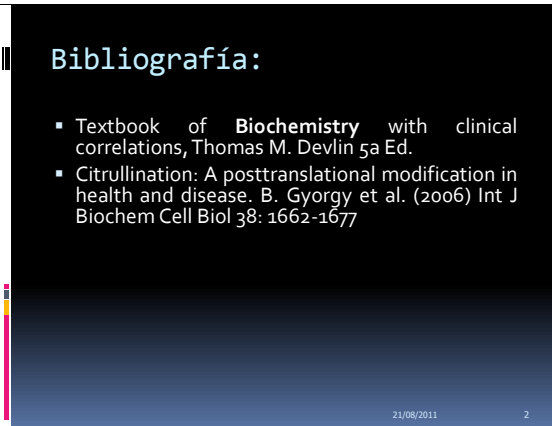 Bibliografía:
▪ Textbook of Biochemistry with clinical
correlations, Thomas M. Devlin 5a Ed.
▪ Citrullination: A posttranslational modification in
health and disease. B. Gyorgy et al. (2006) Int J
Biochem Cell Biol 38: 1662-1677
21/08/2011 2